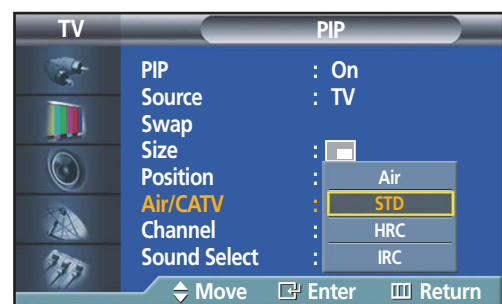 TV PIP
PIP : On
Source : TV
Swap
Size :
Position : Air
Air/CATV : STD
Channel : HRC
Sound Select : IRC
Move Enter Return